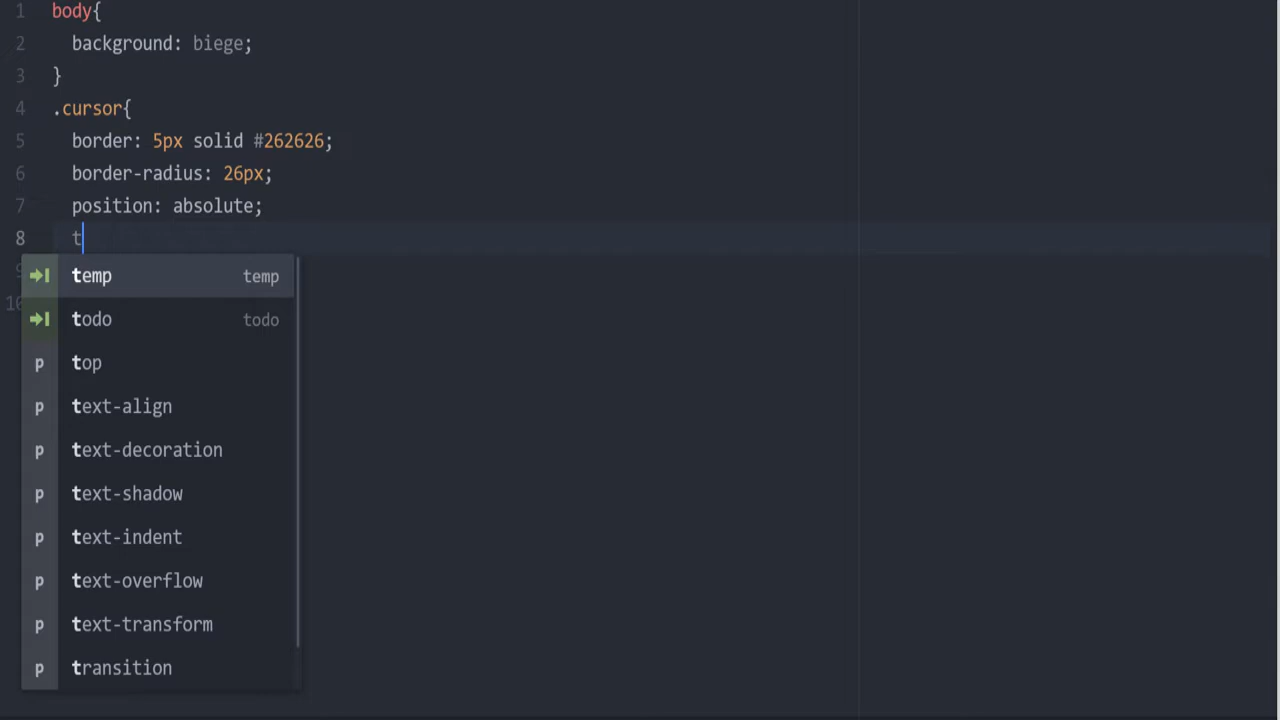 1 body{
2 background: biege;
3 }
4 .cursor{
5 border: 5px solid #262626;
6 border-radius: 26px;
7 position: absolute;
8 t
temp temp
todo todo
p top
p text-align
p text-decoration
p text-shadow
p text-indent
p text-overflow
p text-transform
p transition